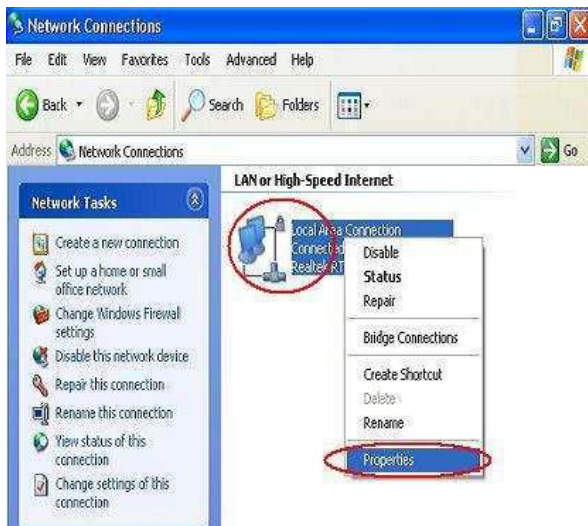 Network Connections
File Edit View Favorites Tools Advanced Help
Back Search Folders
Address Network Connections Go
Network Tasks
Create a new connection
Set up a home or small
office network
Change Windows Firewall
settings
Disable this network device
Repair this connection
Rename this connection
View status of this
connection
Change settings of this
connection
LAN or High-Speed Internet
Local Area Connection
Connected
Realtek RT
Disable
Status
Repair
Bridge Connections
Create Shortcut
Delete
Rename
Properties